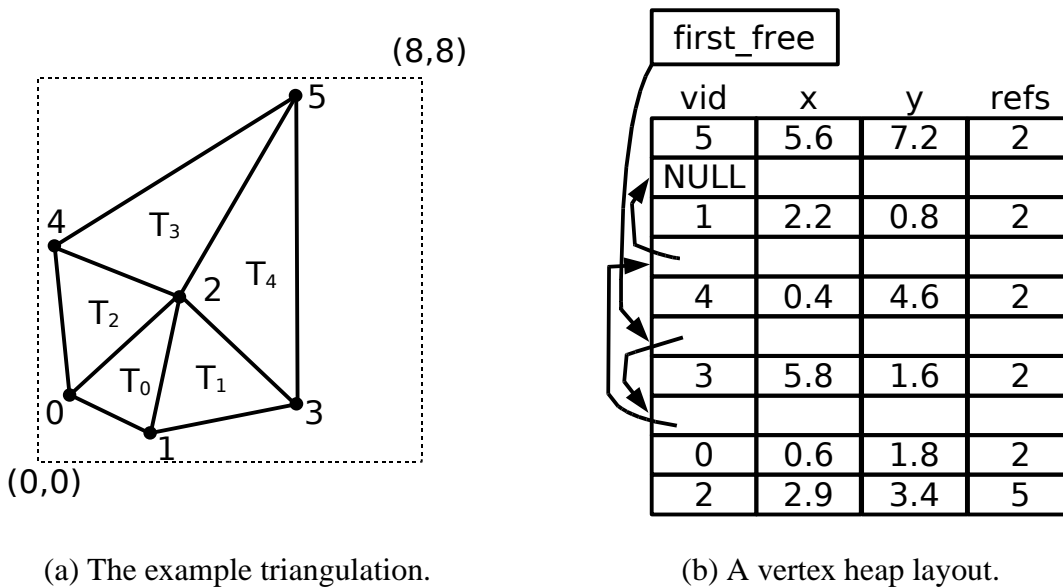 (8,8)
5
4
T3
2
T4
T2
T0
T1
0
3
1
(0,0)
(a) The example triangulation.
first_free
vid x y refs
5 5.6 7.2 2
NULL
1 2.2 0.8 2
4 0.4 4.6 2
3 5.8 1.6 2
0 0.6 1.8 2
2 2.9 3.4 5
(b) A vertex heap layout.